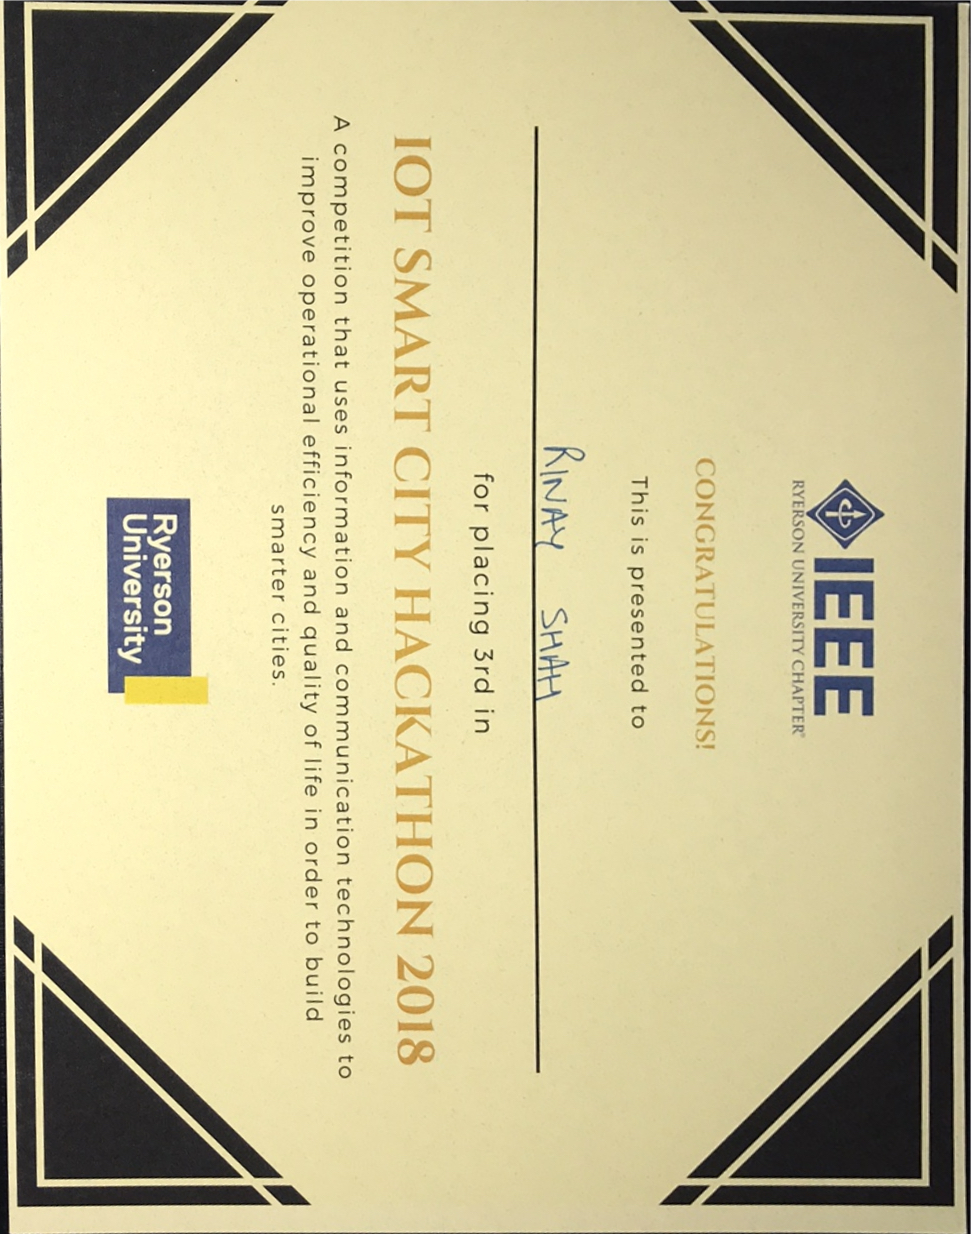 IEEE
RYERSON UNIVERSITY CHAPTER®
CONGRATULATIONS!
This is presented to
RINAY SHAH
for placing 3rd in
IOT SMART CITY HACKATHON 2018
A competition that uses information and communication technologies to
improve operational efficiency and quality of life in order to build
smarter cities.
Ryerson
University